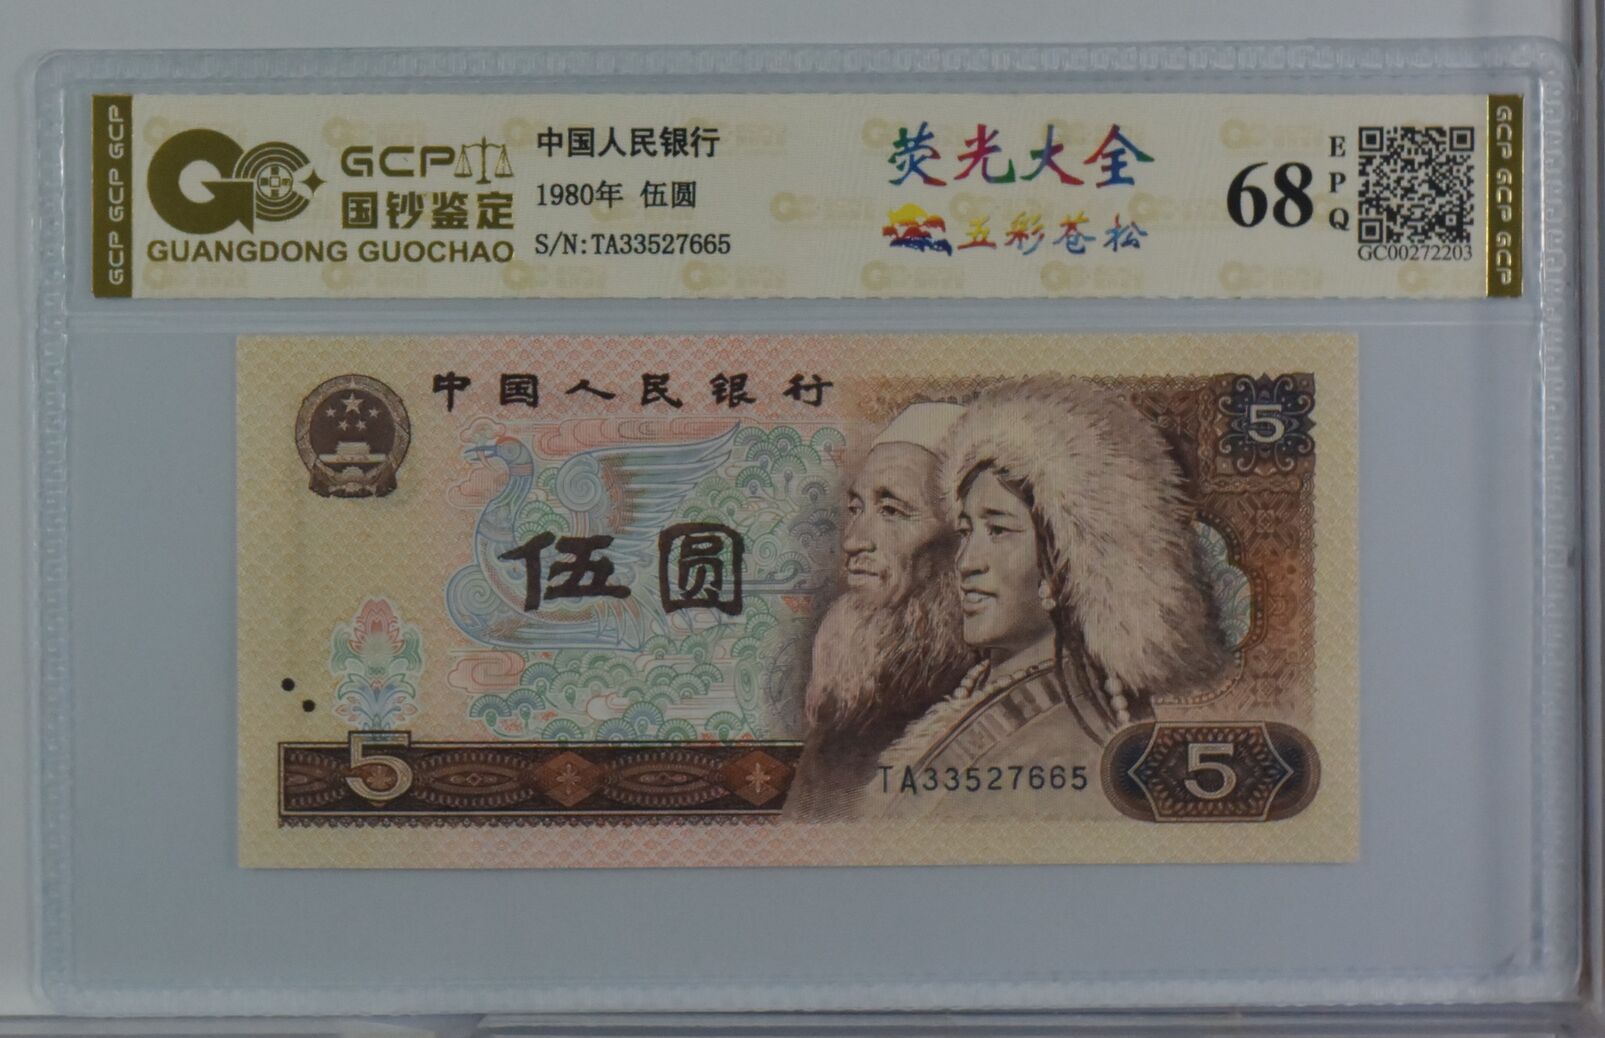 GCP GCP GCP
GCP
国钞鉴定
GUANGDONG GUOCHAO
中国人民银行
1980年 伍圆
S/N:TA33527665
荧光大全
五彩苍松
68
EPQ
GC00272203
GCP GCP GCP
中国人民银行
5
伍圆
5
TA33527665
5